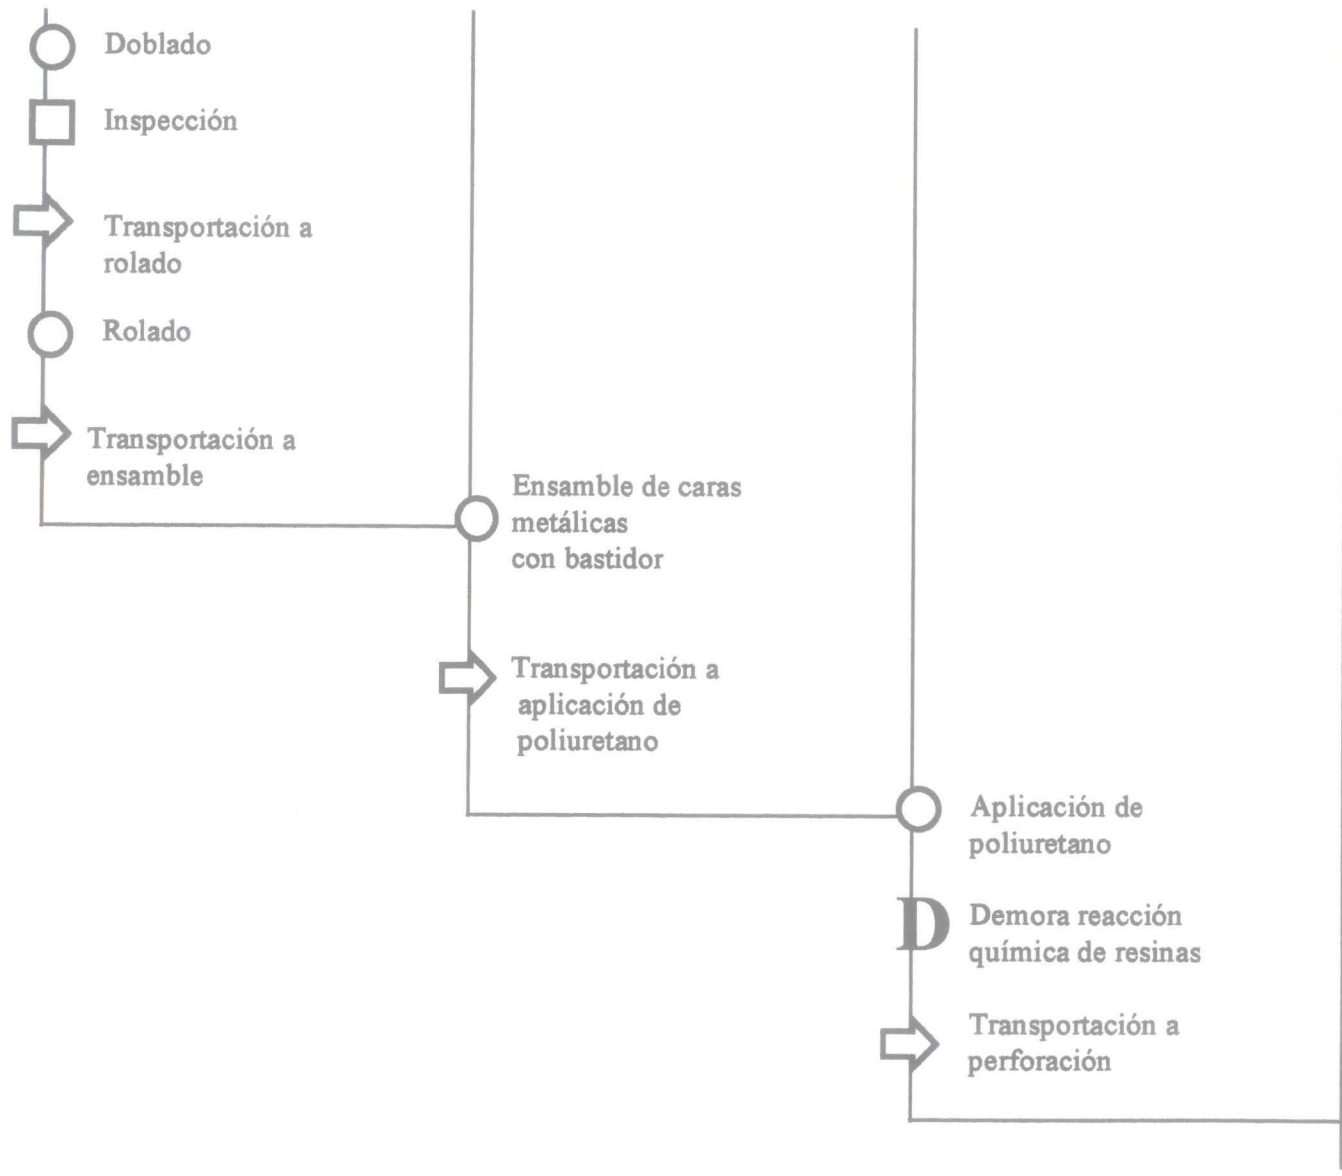 Doblado
Inspección
Transportación a
rolado
Rolado
Transportación a
ensamble
Ensamble de caras
metálicas
con bastidor
Transportación a
aplicación de
poliuretano
Aplicación de
poliuretano
D
Demora reacción
química de resinas
Transportación a
perforación